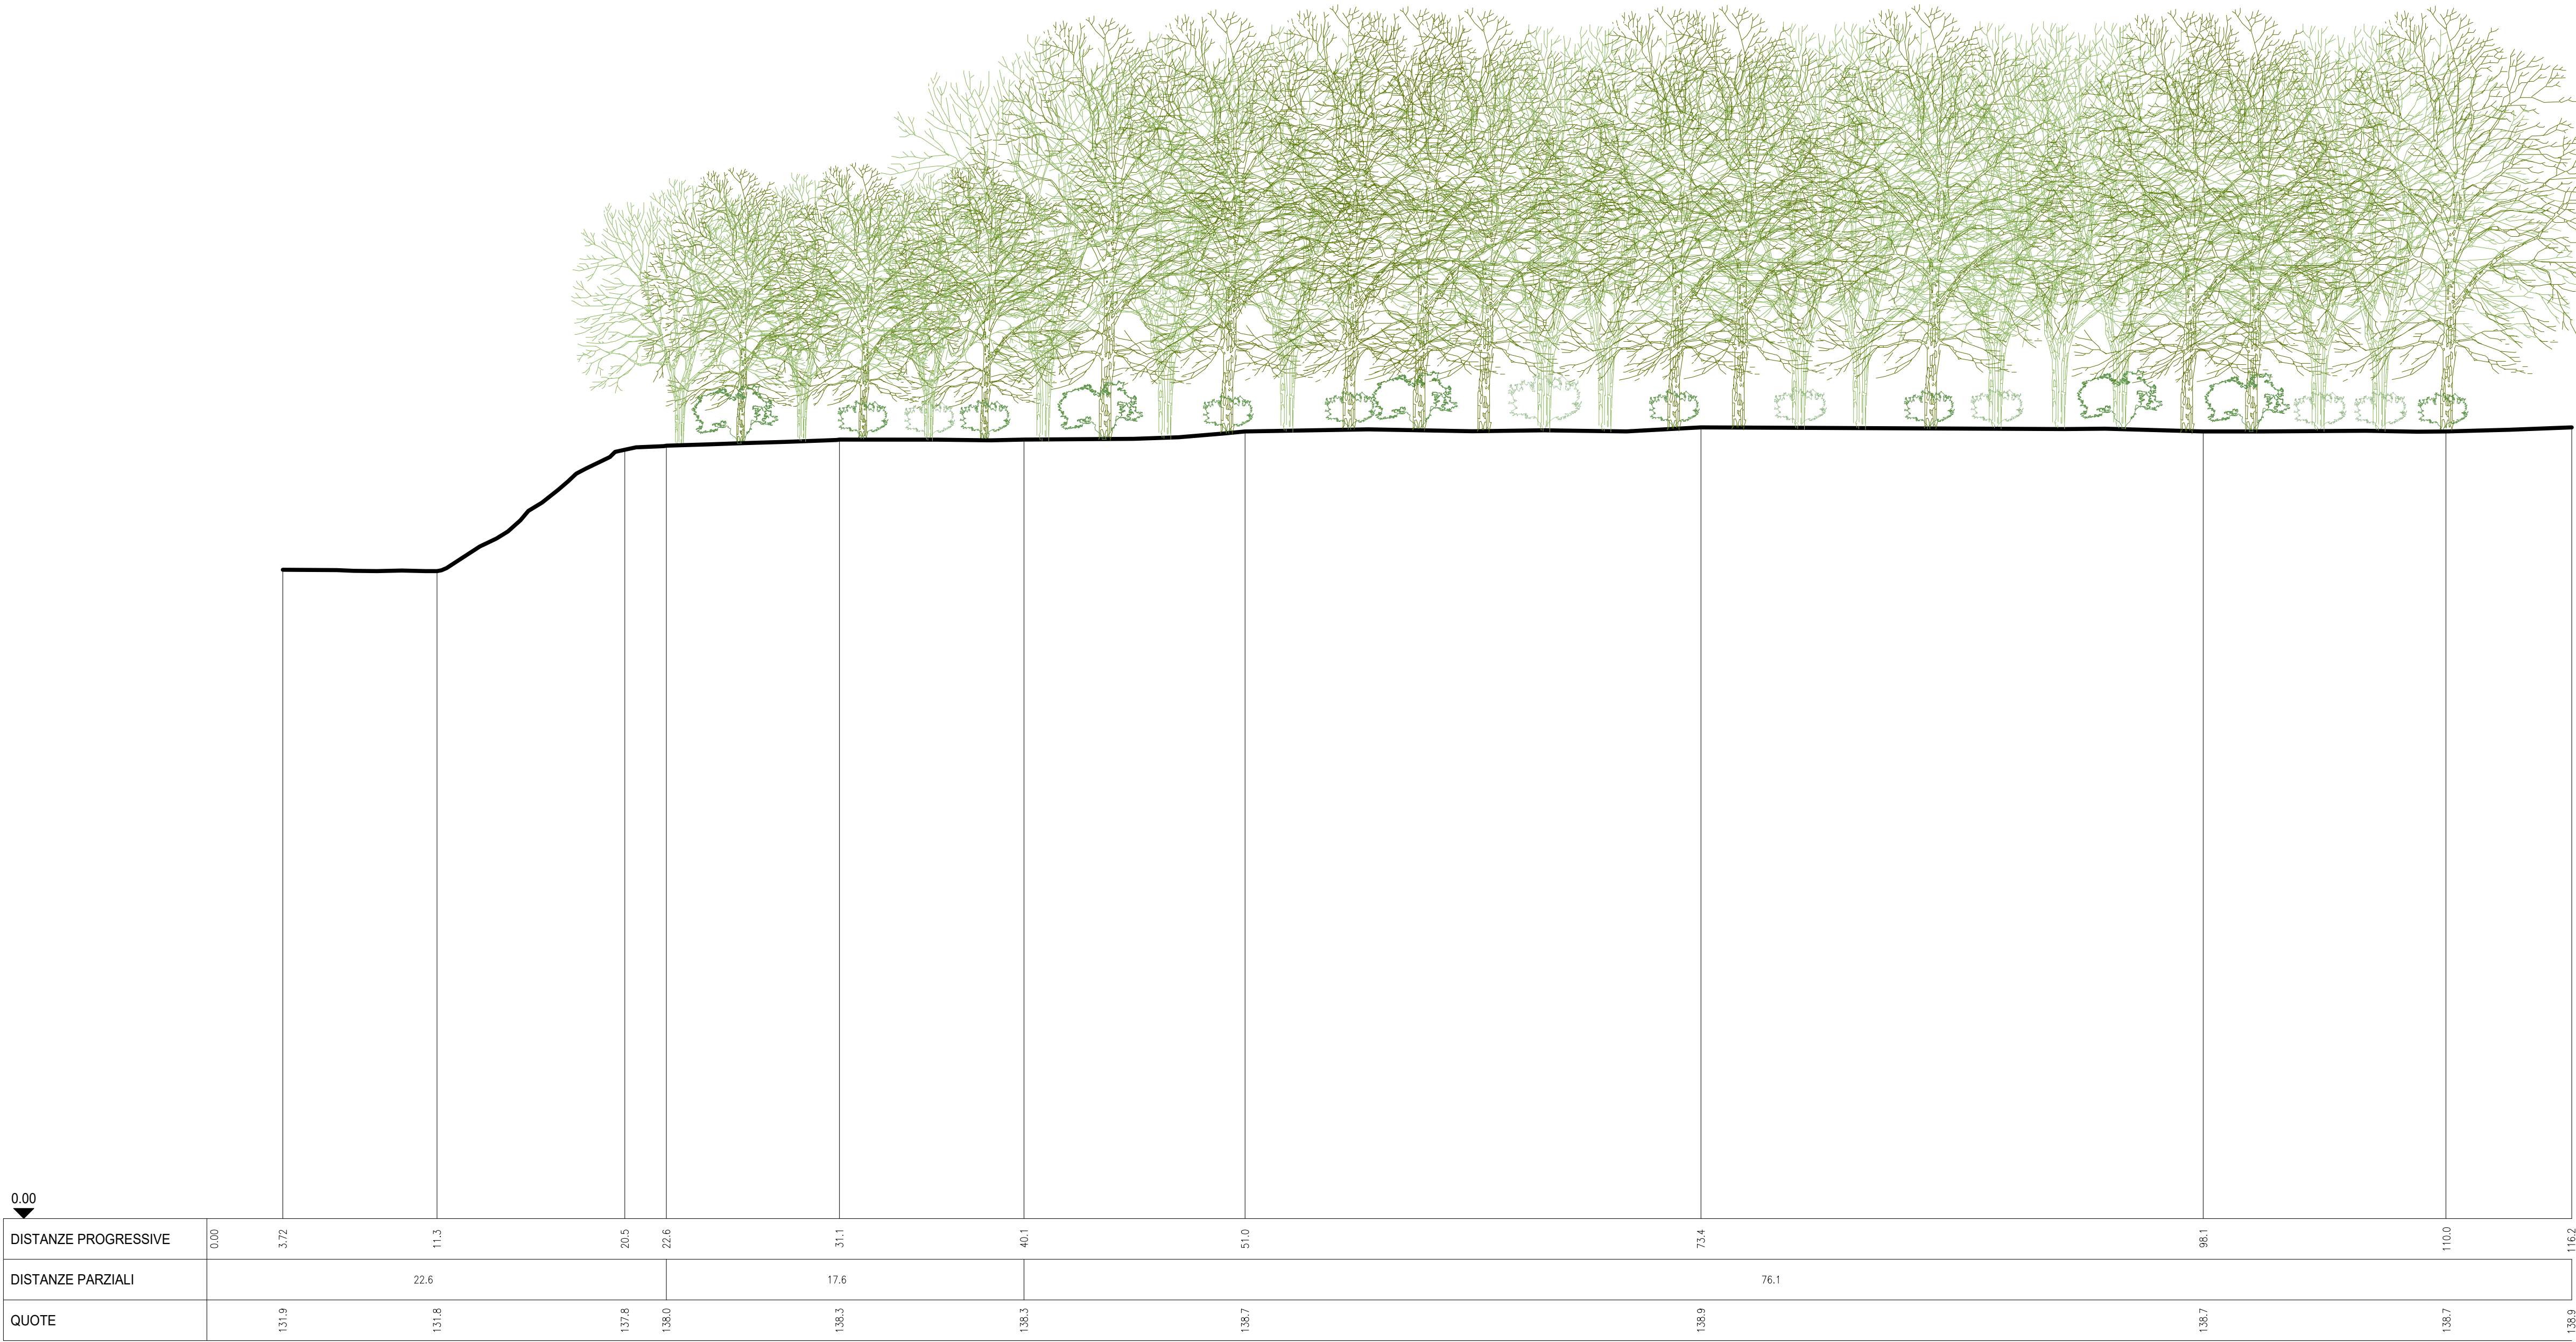 0.00
DISTANZE PROGRESSIVE 0.00 3.72 11.3 20.5 22.6 31.1 40.1 51.0 73.4 98.1 110.0 116.2
DISTANZE PARZIALI 22.6 17.6 76.1
QUOTE 131.9 131.8 137.8 138.0 138.3 138.3 138.7 138.9 138.7 138.7 138.9